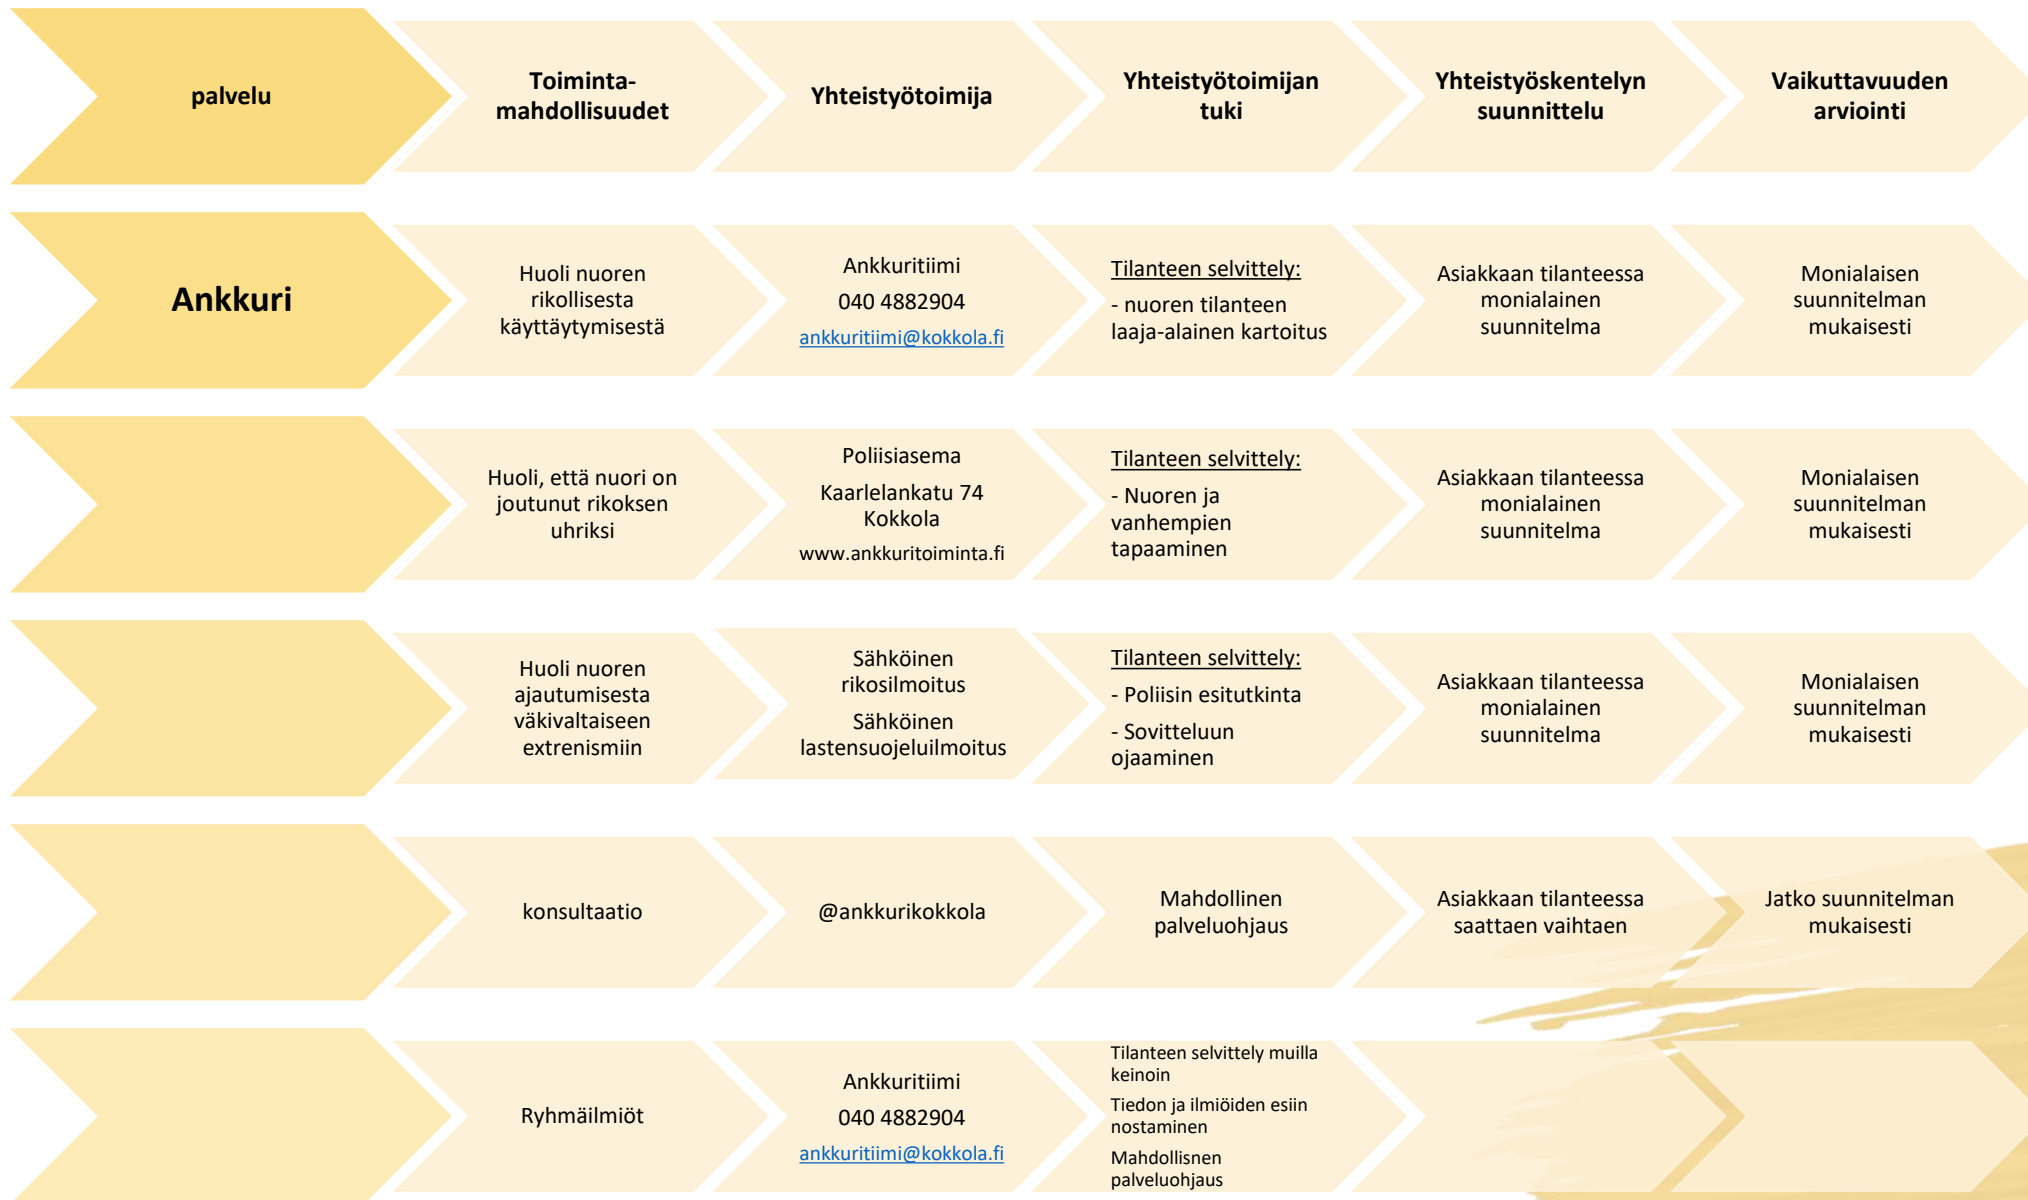 palvelu
Toiminta-
mahdollisuudet
Yhteistyötoimija
Yhteistyötoimijan
tuki
Yhteistyöskentelyn
suunnittelu
Vaikuttavuuden
arviointi
Ankkuri
Huoli nuoren
rikollisesta
käyttäytymisestä
Ankkuritiimi
040 4882904
ankkuritiimi@kokkola.fi
Tilanteen selvittely:
- nuoren tilanteen
laaja-alainen kartoitus
Asiakkaan tilanteessa
monialainen
suunnitelma
Monialaisen
suunnitelman
mukaisesti
Huoli, että nuori on
joutunut rikoksen
uhriksi
Poliisiasema
Kaarlelankatu 74
Kokkola
www.ankkuritoiminta.fi
Tilanteen selvittely:
- Nuoren ja
vanhempien
tapaaminen
Asiakkaan tilanteessa
monialainen
suunnitelma
Monialaisen
suunnitelman
mukaisesti
Huoli nuoren
ajautumisesta
väkivaltaiseen
extrenismiin
Sähköinen
rikosilmoitus
Sähköinen
lastensuojeluilmoitus
Tilanteen selvittely:
- Poliisin esitutkinta
- Sovitteluun
ojaaminen
Asiakkaan tilanteessa
monialainen
suunnitelma
Monialaisen
suunnitelman
mukaisesti
konsultaatio
@ankkurikokkola
Mahdollinen
palveluohjaus
Asiakkaan tilanteessa
saattaen vaihtaen
Jatko suunnitelman
mukaisesti
Ryhmäilmiöt
Ankkuritiimi
040 4882904
ankkuritiimi@kokkola.fi
Tilanteen selvittely muilla
keinoin
Tiedon ja ilmiöiden esiin
nostaminen
Mahdollisnen
palveluohjaus